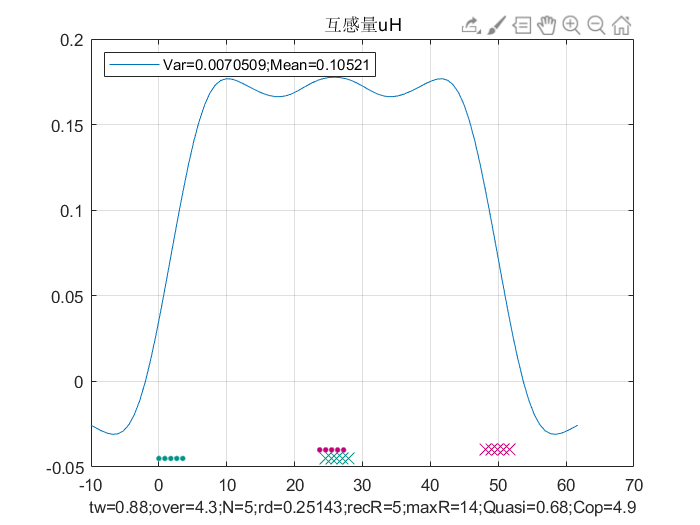 互感量uH
0.2
Var=0.0070509;Mean=0.10521
0.15
0.1
0.05
0
-0.05
-10 0 10 20 30 40 50 60 70
tw=0.88;over=4.3;N=5;rd=0.25143;recR=5;maxR=14;Quasi=0.68;Cop=4.9